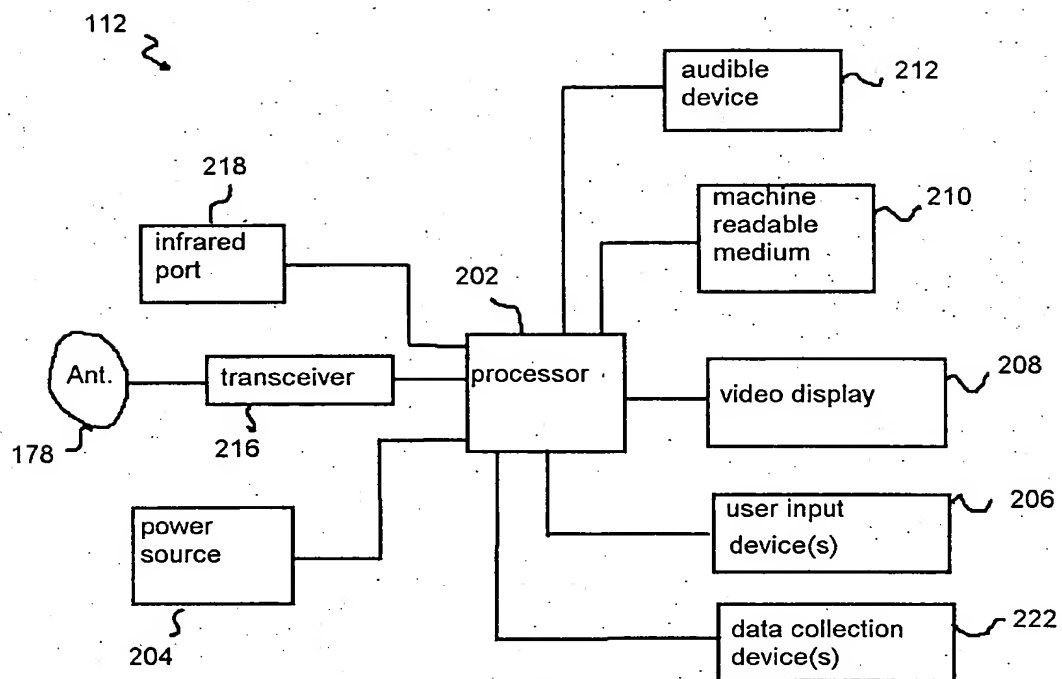 112
audible
device
212
218
machine
readable
medium
210
infrared
port
202
Ant.
transceiver
processor
208
video display
178
216
power
source
user input
device(s)
206
204
data collection
device(s)
222